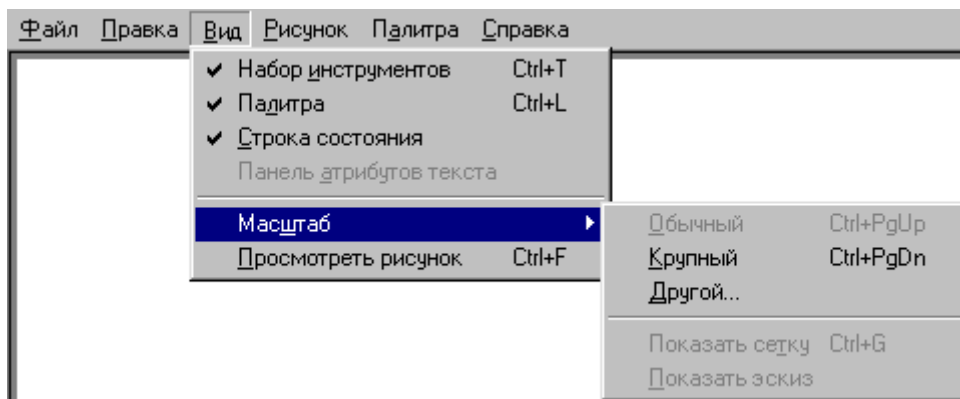 Файл Правка Вид Рисунок Палитра Справка
Набор инструментов Ctrl+T
Палитра Ctrl+L
Строка состояния
Панель атрибутов текста
Масштаб
Просмотреть рисунок Ctrl+F
Обычный Ctrl+PgUp
Крупный Ctrl+PgDn
Другой...
Показать сетку Ctrl+G
Показать эскиз